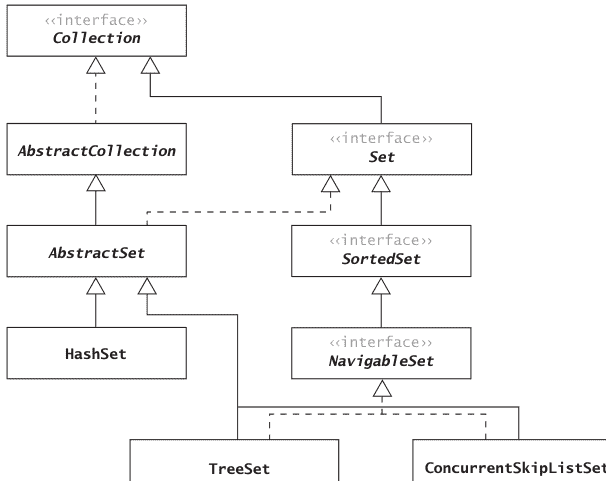 ‹‹interface››
Collection
AbstractCollection
‹‹interface››
Set
AbstractSet
‹‹interface››
SortedSet
HashSet
‹‹interface››
NavigableSet
TreeSet
ConcurrentSkipListSet